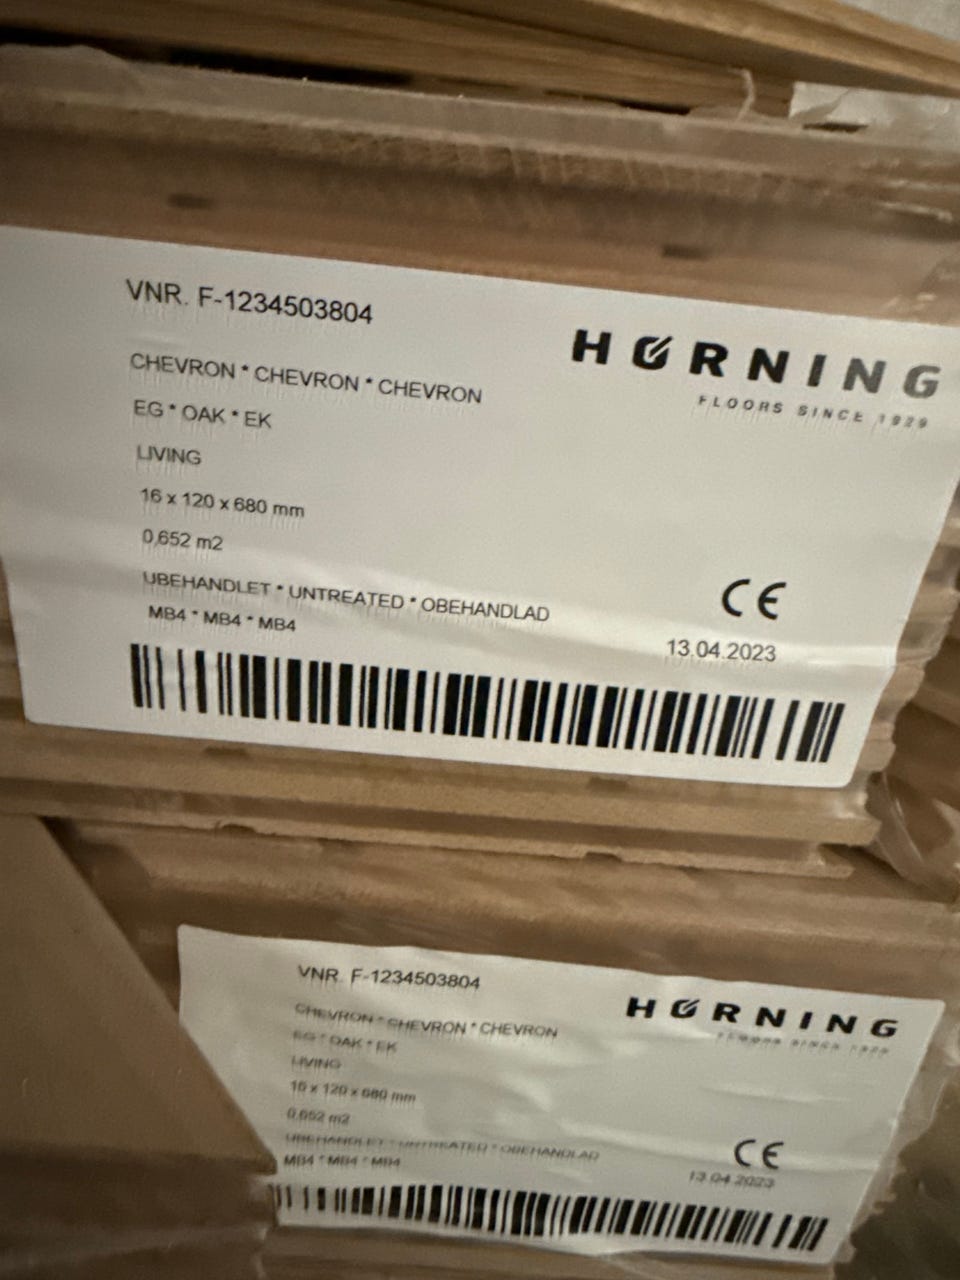 VNR. F-1234503804
HØRNING
FLOORS SINCE 1929
CHEVRON * CHEVRON * CHEVRON
EG * OAK * EK
LIVING
16 x 120 x 680 mm
0,652 m2
UBEHANDLET * UNTREATED * OBEHANDLAD
MB4 * MB4 * MB4
CE
13.04.2023
VNR. F-1234503804
HØRNING
FLOORS SINCE 1929
CHEVRON * CHEVRON * CHEVRON
EG * OAK * EK
LIVING
16 x 120 x 680 mm
0,652 m2
UBEHANDLET * UNTREATED * OBEHANDLAD
MB4 * MB4 * MB4
CE
13.04.2023